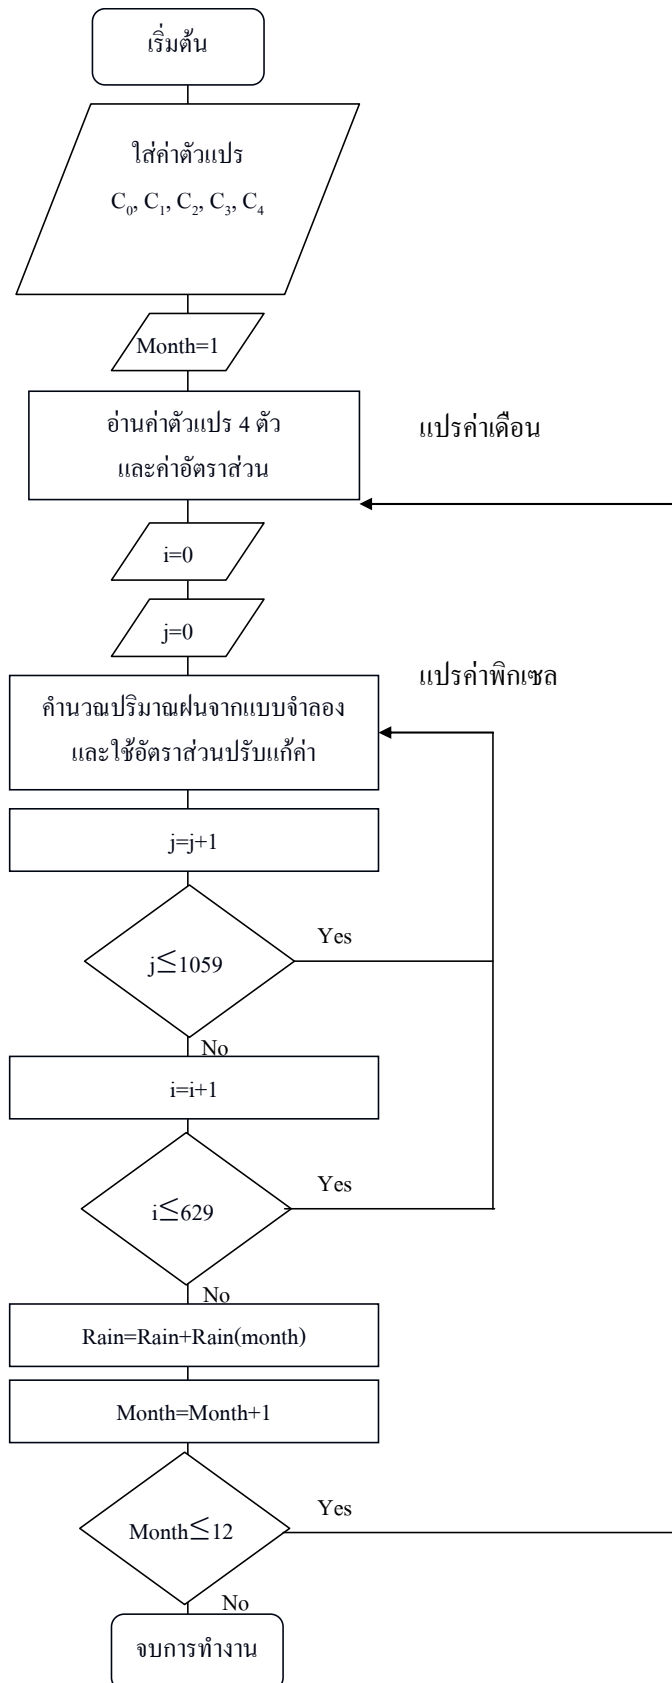 เริ่มต้น
ใส่ค่าตัวแปร
C₀, C₁, C₂, C₃, C₄
Month=1
อ่านค่าตัวแปร 4 ตัว
และค่าอัตราส่วน
แปรค่าเดือน
i=0
j=0
แปรค่าพิกเซล
คำนวณปริมาณฝนจากแบบจำลอง
และใช้อัตราส่วนปรับแก้ค่า
j=j+1
Yes
j≤1059
No
i=i+1
Yes
i≤629
No
Rain=Rain+Rain(month)
Month=Month+1
Yes
Month≤12
No
จบการทำงาน